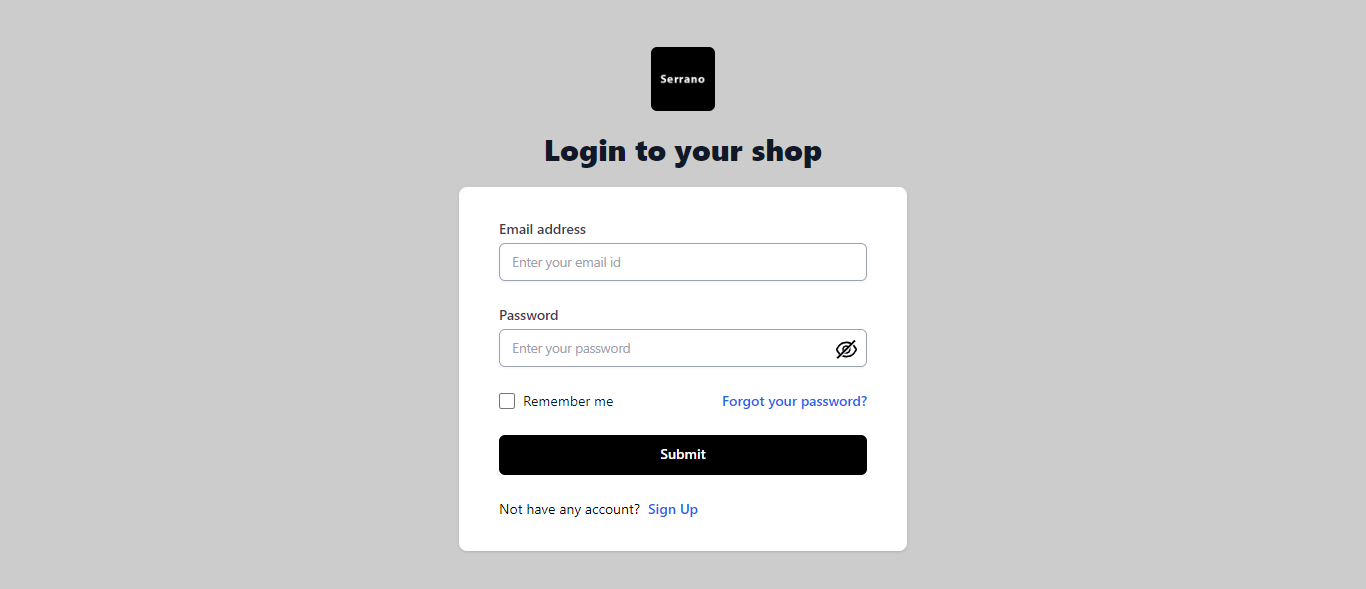 Serrano
Login to your shop
Email address
Enter your email id
Password
Enter your password
Remember me Forgot your password?
Submit
Not have any account? Sign Up